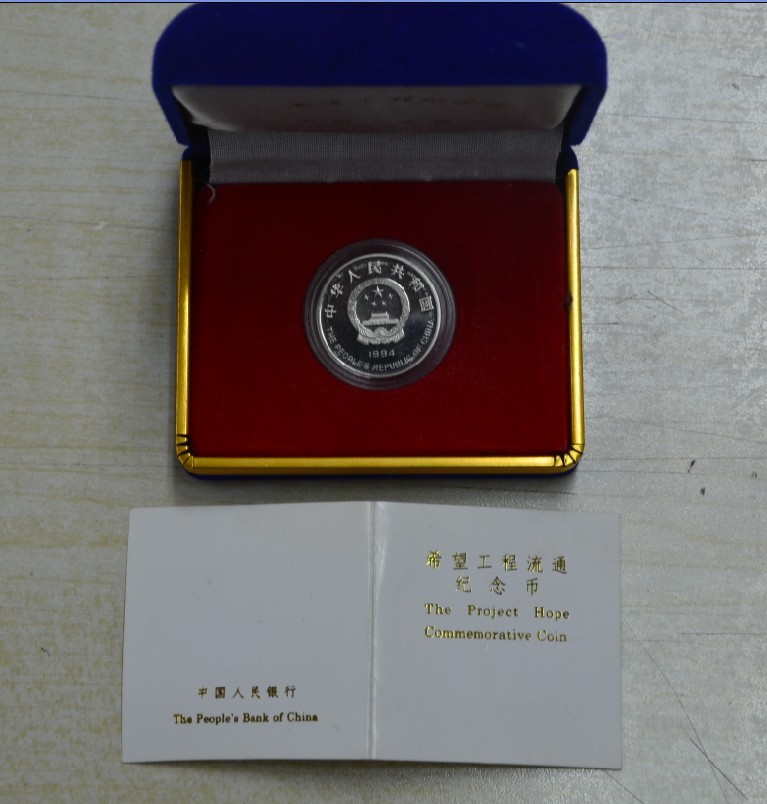 中华人民共和国
1994
THE PEOPLE'S REPUBLIC OF CHINA
希望工程流通
纪念币
The Project Hope
Commemorative Coin
中国人民银行
The People's Bank of China